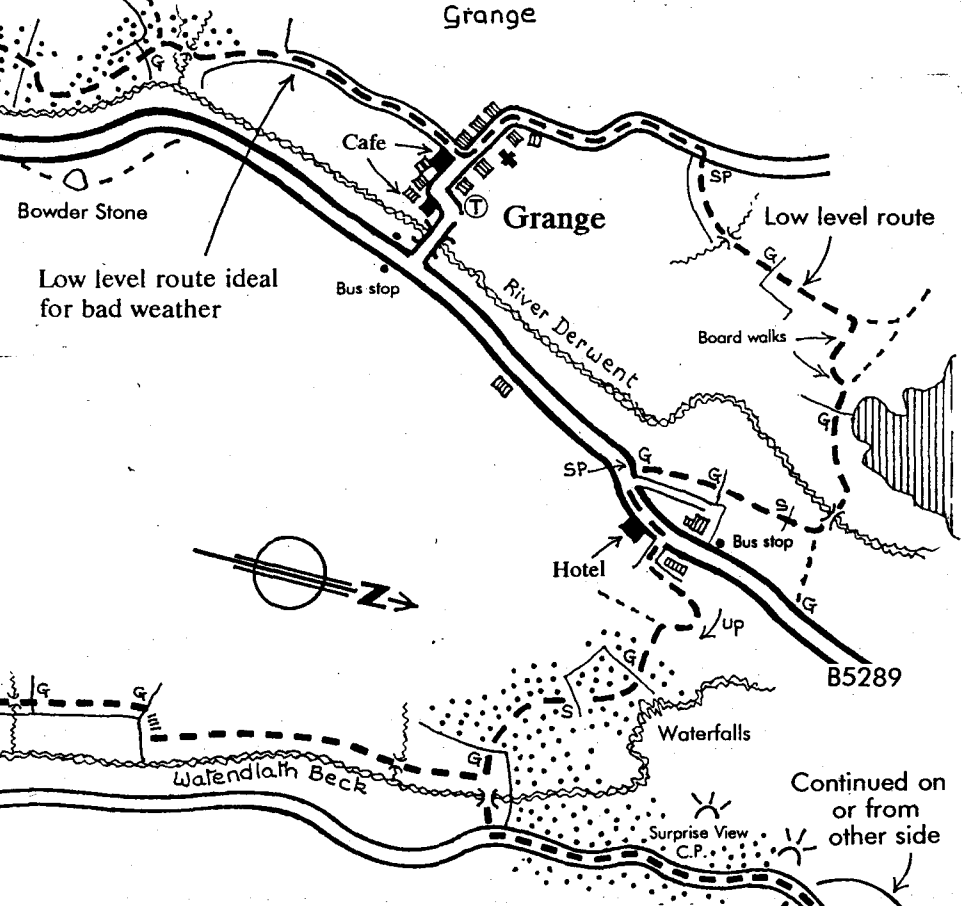 Grange
G
Cafe
SP
Bowder Stone
T
Grange
Low level route
Low level route ideal
for bad weather
G
Bus stop
River Derwent
Board walks
G
SP
G
G
S
Bus stop
Hotel
G
up
N
G
B5289
G
G
S
Waterfalls
G
Watendlath Beck
Continued on
or from
other side
Surprise View
C.P.